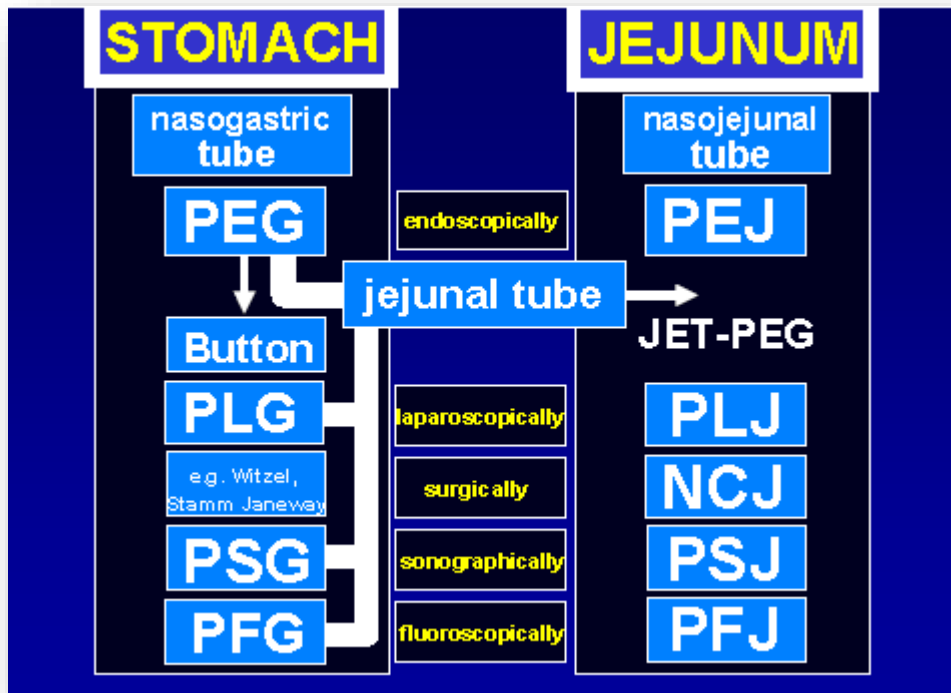 STOMACH
JEJUNUM
nasogastric
tube
nasojejunal
tube
PEG
endoscopically
PEJ
jejunal tube
JET-PEG
Button
PLG
laparoscopically
PLJ
e.g. Witzel,
Stamm Janeway
surgically
NCJ
PSG
sonographically
PSJ
PFG
fluoroscopically
PFJ